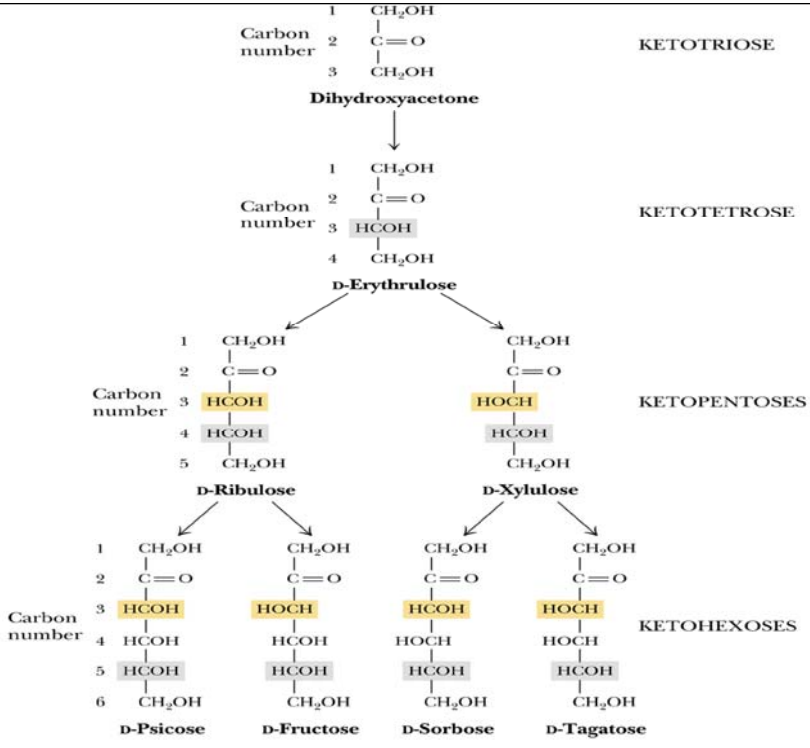 1 CH₂OH
Carbon number 2 C=O KETOTRIOSE
3 CH₂OH
Dihydroxyacetone
1 CH₂OH
Carbon number 2 C=O KETOTETROSE
3 HCOH
4 CH₂OH
D-Erythrulose
1 CH₂OH CH₂OH
2 C=O C=O
Carbon number 3 HCOH HOCH KETOPENTOSES
4 HCOH HCOH
5 CH₂OH CH₂OH
D-Ribulose D-Xylulose
1 CH₂OH CH₂OH CH₂OH CH₂OH
2 C=O C=O C=O C=O
3 HCOH HOCH HCOH HOCH
Carbon number 4 HCOH HCOH HOCH HOCH KETOHEXOSES
5 HCOH HCOH HCOH HCOH
6 CH₂OH CH₂OH CH₂OH CH₂OH
D-Psicose D-Fructose D-Sorbose D-Tagatose